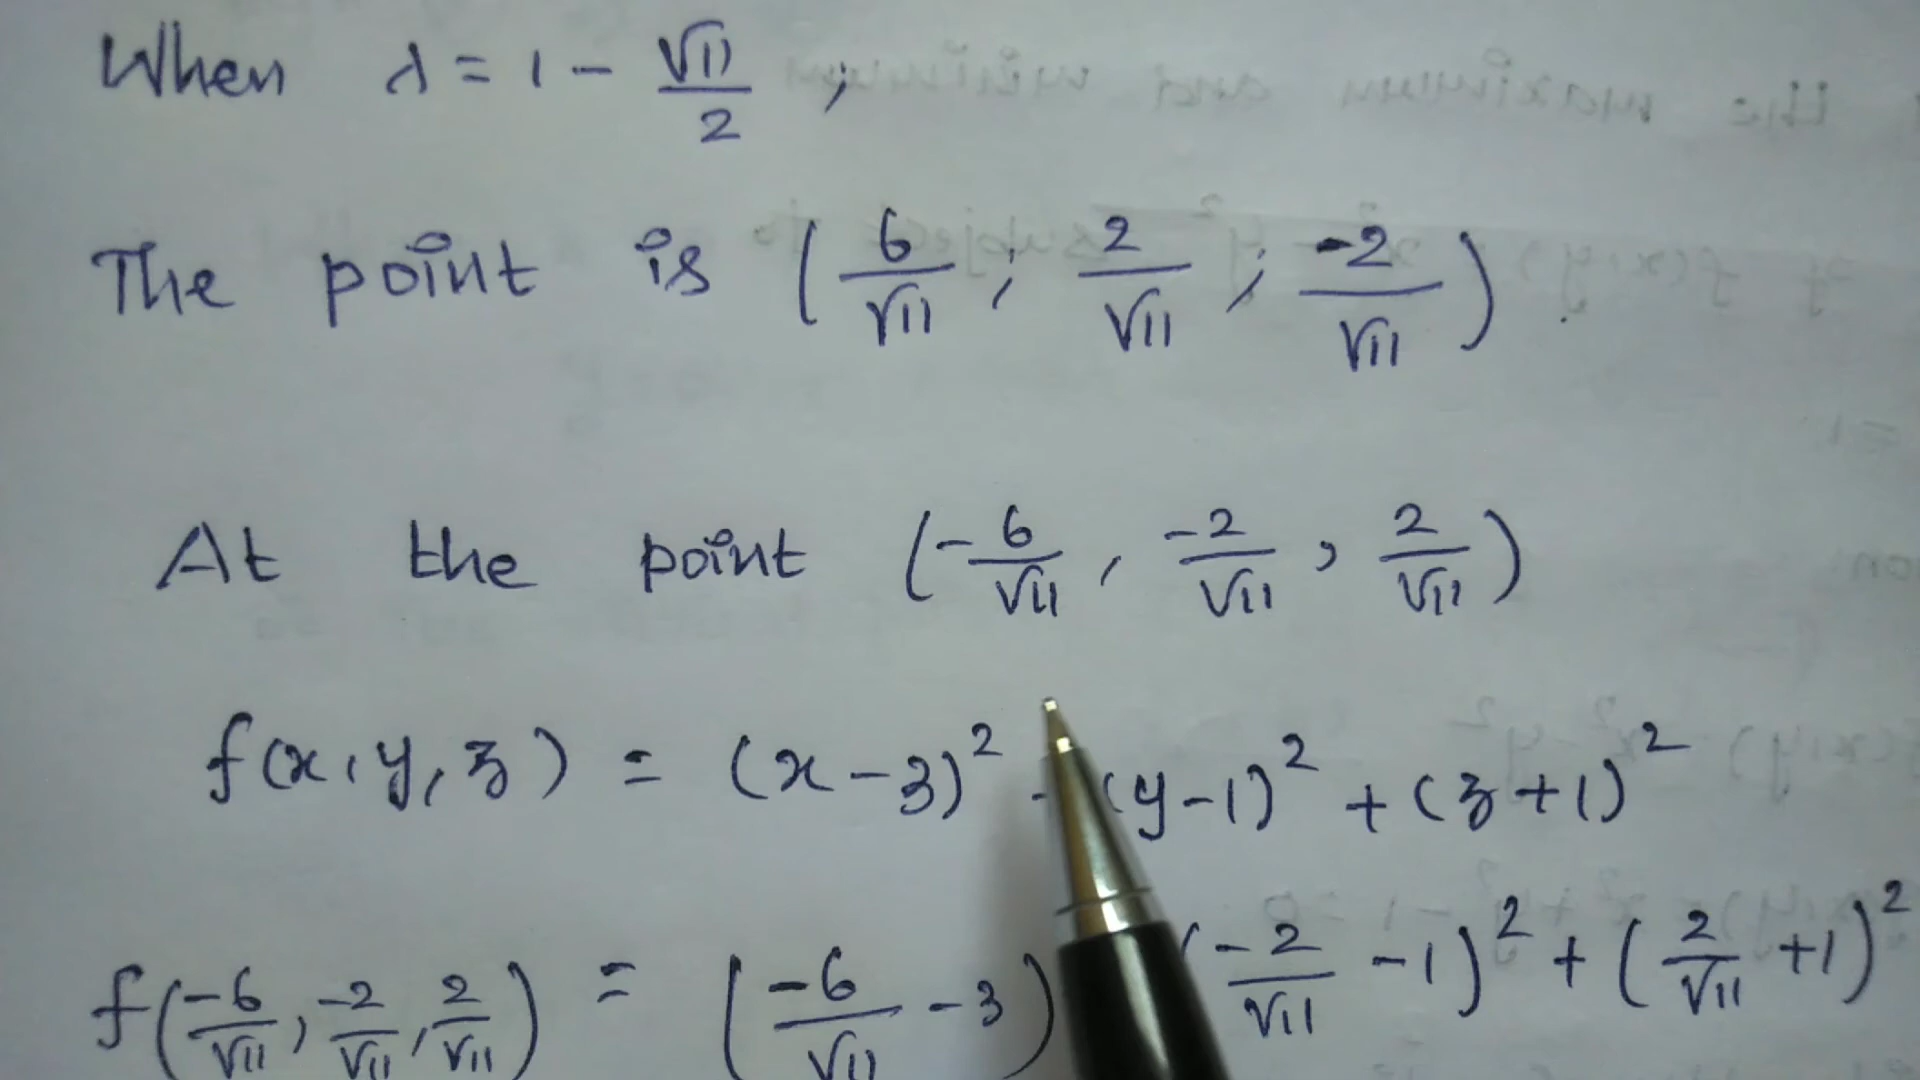 When λ = 1 - √11/2 ,
The point is (6/√11, 2/√11, -2/√11).
At the point (-6/√11, -2/√11, 2/√11)
f(x,y,z) = (x-3)² (y-1)² + (z+1)²
f(-6/√11, -2/√11, 2/√11) = (-6/√11 -3) (-2/√11 -1)² + (2/√11 +1)²